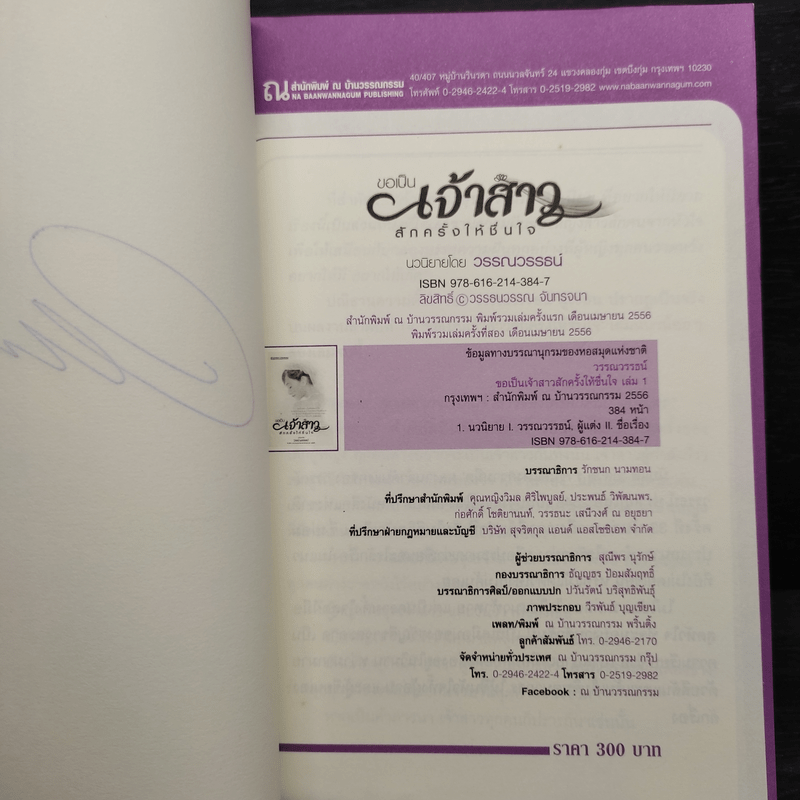 ณ สำนักพิมพ์ ณ บ้านวรรณกรรม
NA BAANWANNAGUM PUBLISHING
40/407 หมู่บ้านวรินรดา ถนนนวลจันทร์ 24 แขวงคลองกุ่ม เขตบึงกุ่ม กรุงเทพฯ 10230
โทรศัพท์ 0-2946-2422-4 โทรสาร 0-2519-2982 www.nabaanwannagum.com
ขอเป็น
เจ้าสาว
สักครั้งให้ชื่นใจ
นวนิยายโดย วรรณวรรธน์
ISBN 978-616-214-384-7
ลิขสิทธิ์ © วรรธนวรรณ จันทรจนา
สำนักพิมพ์ ณ บ้านวรรณกรรม พิมพ์รวมเล่มครั้งแรก เดือนเมษายน 2556
พิมพ์รวมเล่มครั้งที่สอง เดือนเมษายน 2556
ข้อมูลทางบรรณานุกรมของหอสมุดแห่งชาติ
วรรณวรรธน์
ขอเป็นเจ้าสาวสักครั้งให้ชื่นใจ เล่ม 1
กรุงเทพฯ : สำนักพิมพ์ ณ บ้านวรรณกรรม 2556
384 หน้า
1. นวนิยาย I. วรรณวรรธน์, ผู้แต่ง II. ชื่อเรื่อง
ISBN 978-616-214-384-7
ขอเป็น
เจ้าสาว
สักครั้งให้ชื่นใจ
บรรณาธิการ รักชนก นามทอน
ที่ปรึกษาสำนักพิมพ์ คุณหญิงวิมล ศิริไพบูลย์, ประพนธ์ วิพัฒนพร,
ก่อศักดิ์ โชติยานนท์, วรรธนะ เสนีวงศ์ ณ อยุธยา
ที่ปรึกษาฝ่ายกฎหมายและบัญชี บริษัท สุจริตกุล แอนด์ แอสโซซิเอท จำกัด
ผู้ช่วยบรรณาธิการ สุณีพร นุรักษ์
กองบรรณาธิการ ธัญญธร ป้อมสัมฤทธิ์
บรรณาธิการศิลป์/ออกแบบปก ปวันรัตน์ บริสุทธิพันธุ์
ภาพประกอบ วีรพันธ์ บุญเขียน
เพลท/พิมพ์ ณ บ้านวรรณกรรม พริ้นติ้ง
ลูกค้าสัมพันธ์ โทร. 0-2946-2170
จัดจำหน่ายทั่วประเทศ ณ บ้านวรรณกรรม กรุ๊ป
โทร. 0-2946-2422-4 โทรสาร 0-2519-2982
Facebook : ณ บ้านวรรณกรรม
ราคา 300 บาท